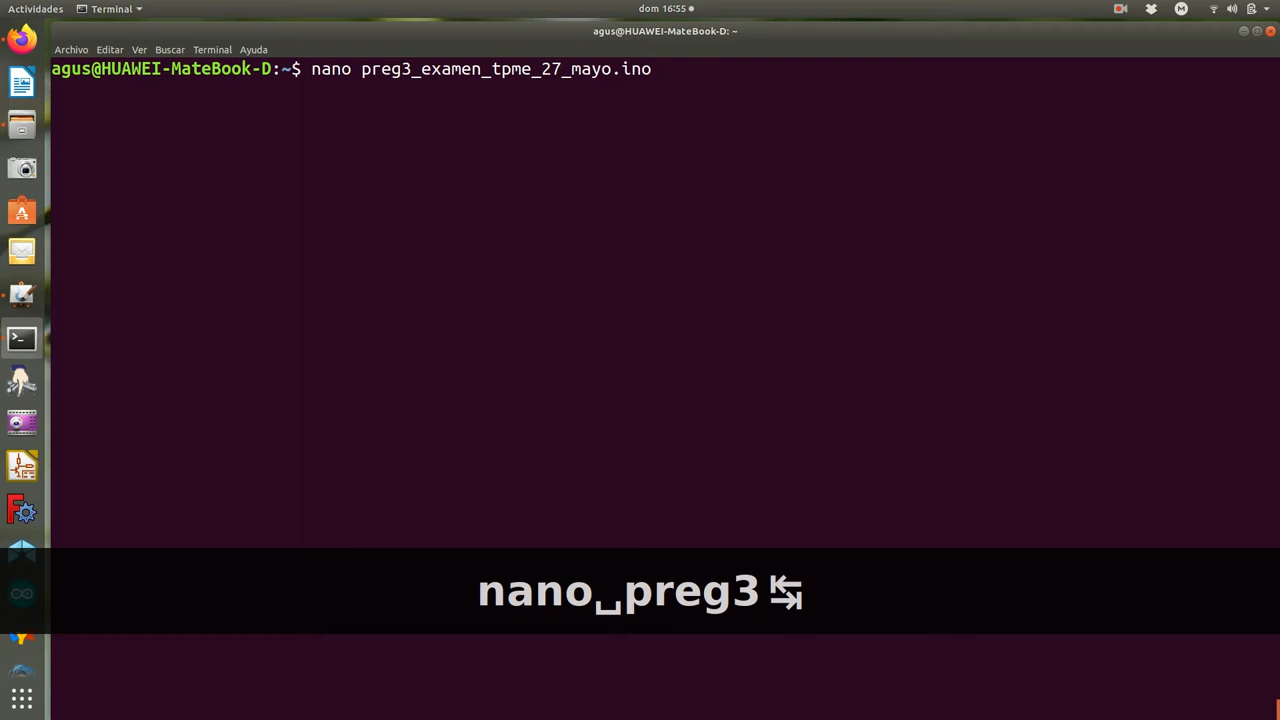 Actividades Terminal dom 16:55
agus@HUAWEI-MateBook-D: ~
Archivo Editar Ver Buscar Terminal Ayuda
agus@HUAWEI-MateBook-D:~$ nano preg3_examen_tpme_27_mayo.ino
nano␣preg3 ↹